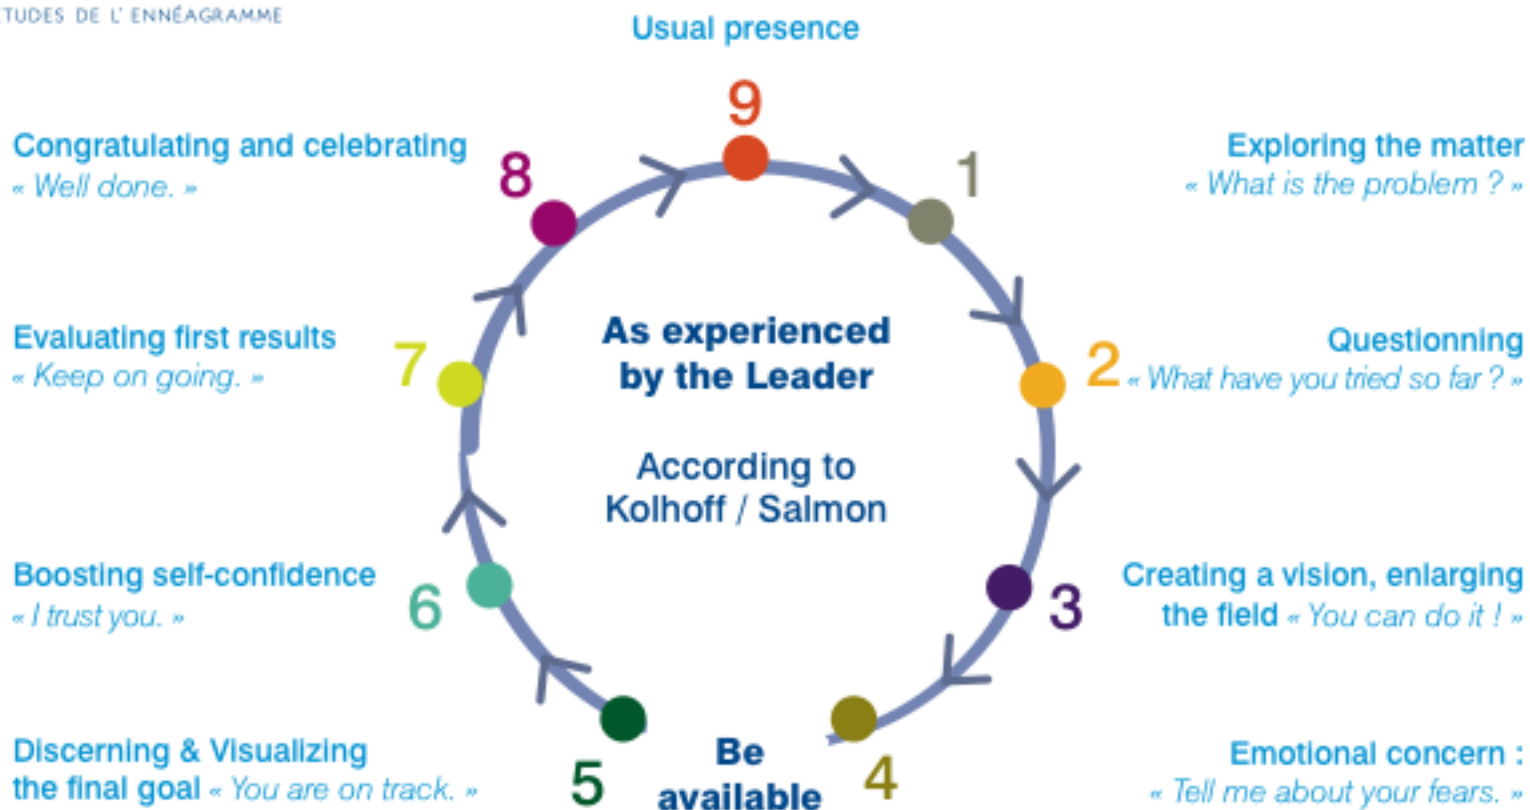 ÉTUDES DE L' ENNÉAGRAMME
Usual presence
9
Congratulating and celebrating
« Well done. »
8
1
Exploring the matter
« What is the problem ? »
Evaluating first results
« Keep on going. »
7
As experienced
by the Leader
2
Questionning
« What have you tried so far ? »
According to
Kolhoff / Salmon
Boosting self-confidence
« I trust you. »
6
3
Creating a vision, enlarging
the field « You can do it ! »
Discerning & Visualizing
the final goal « You are on track. »
5
Be
available
4
Emotional concern :
« Tell me about your fears. »